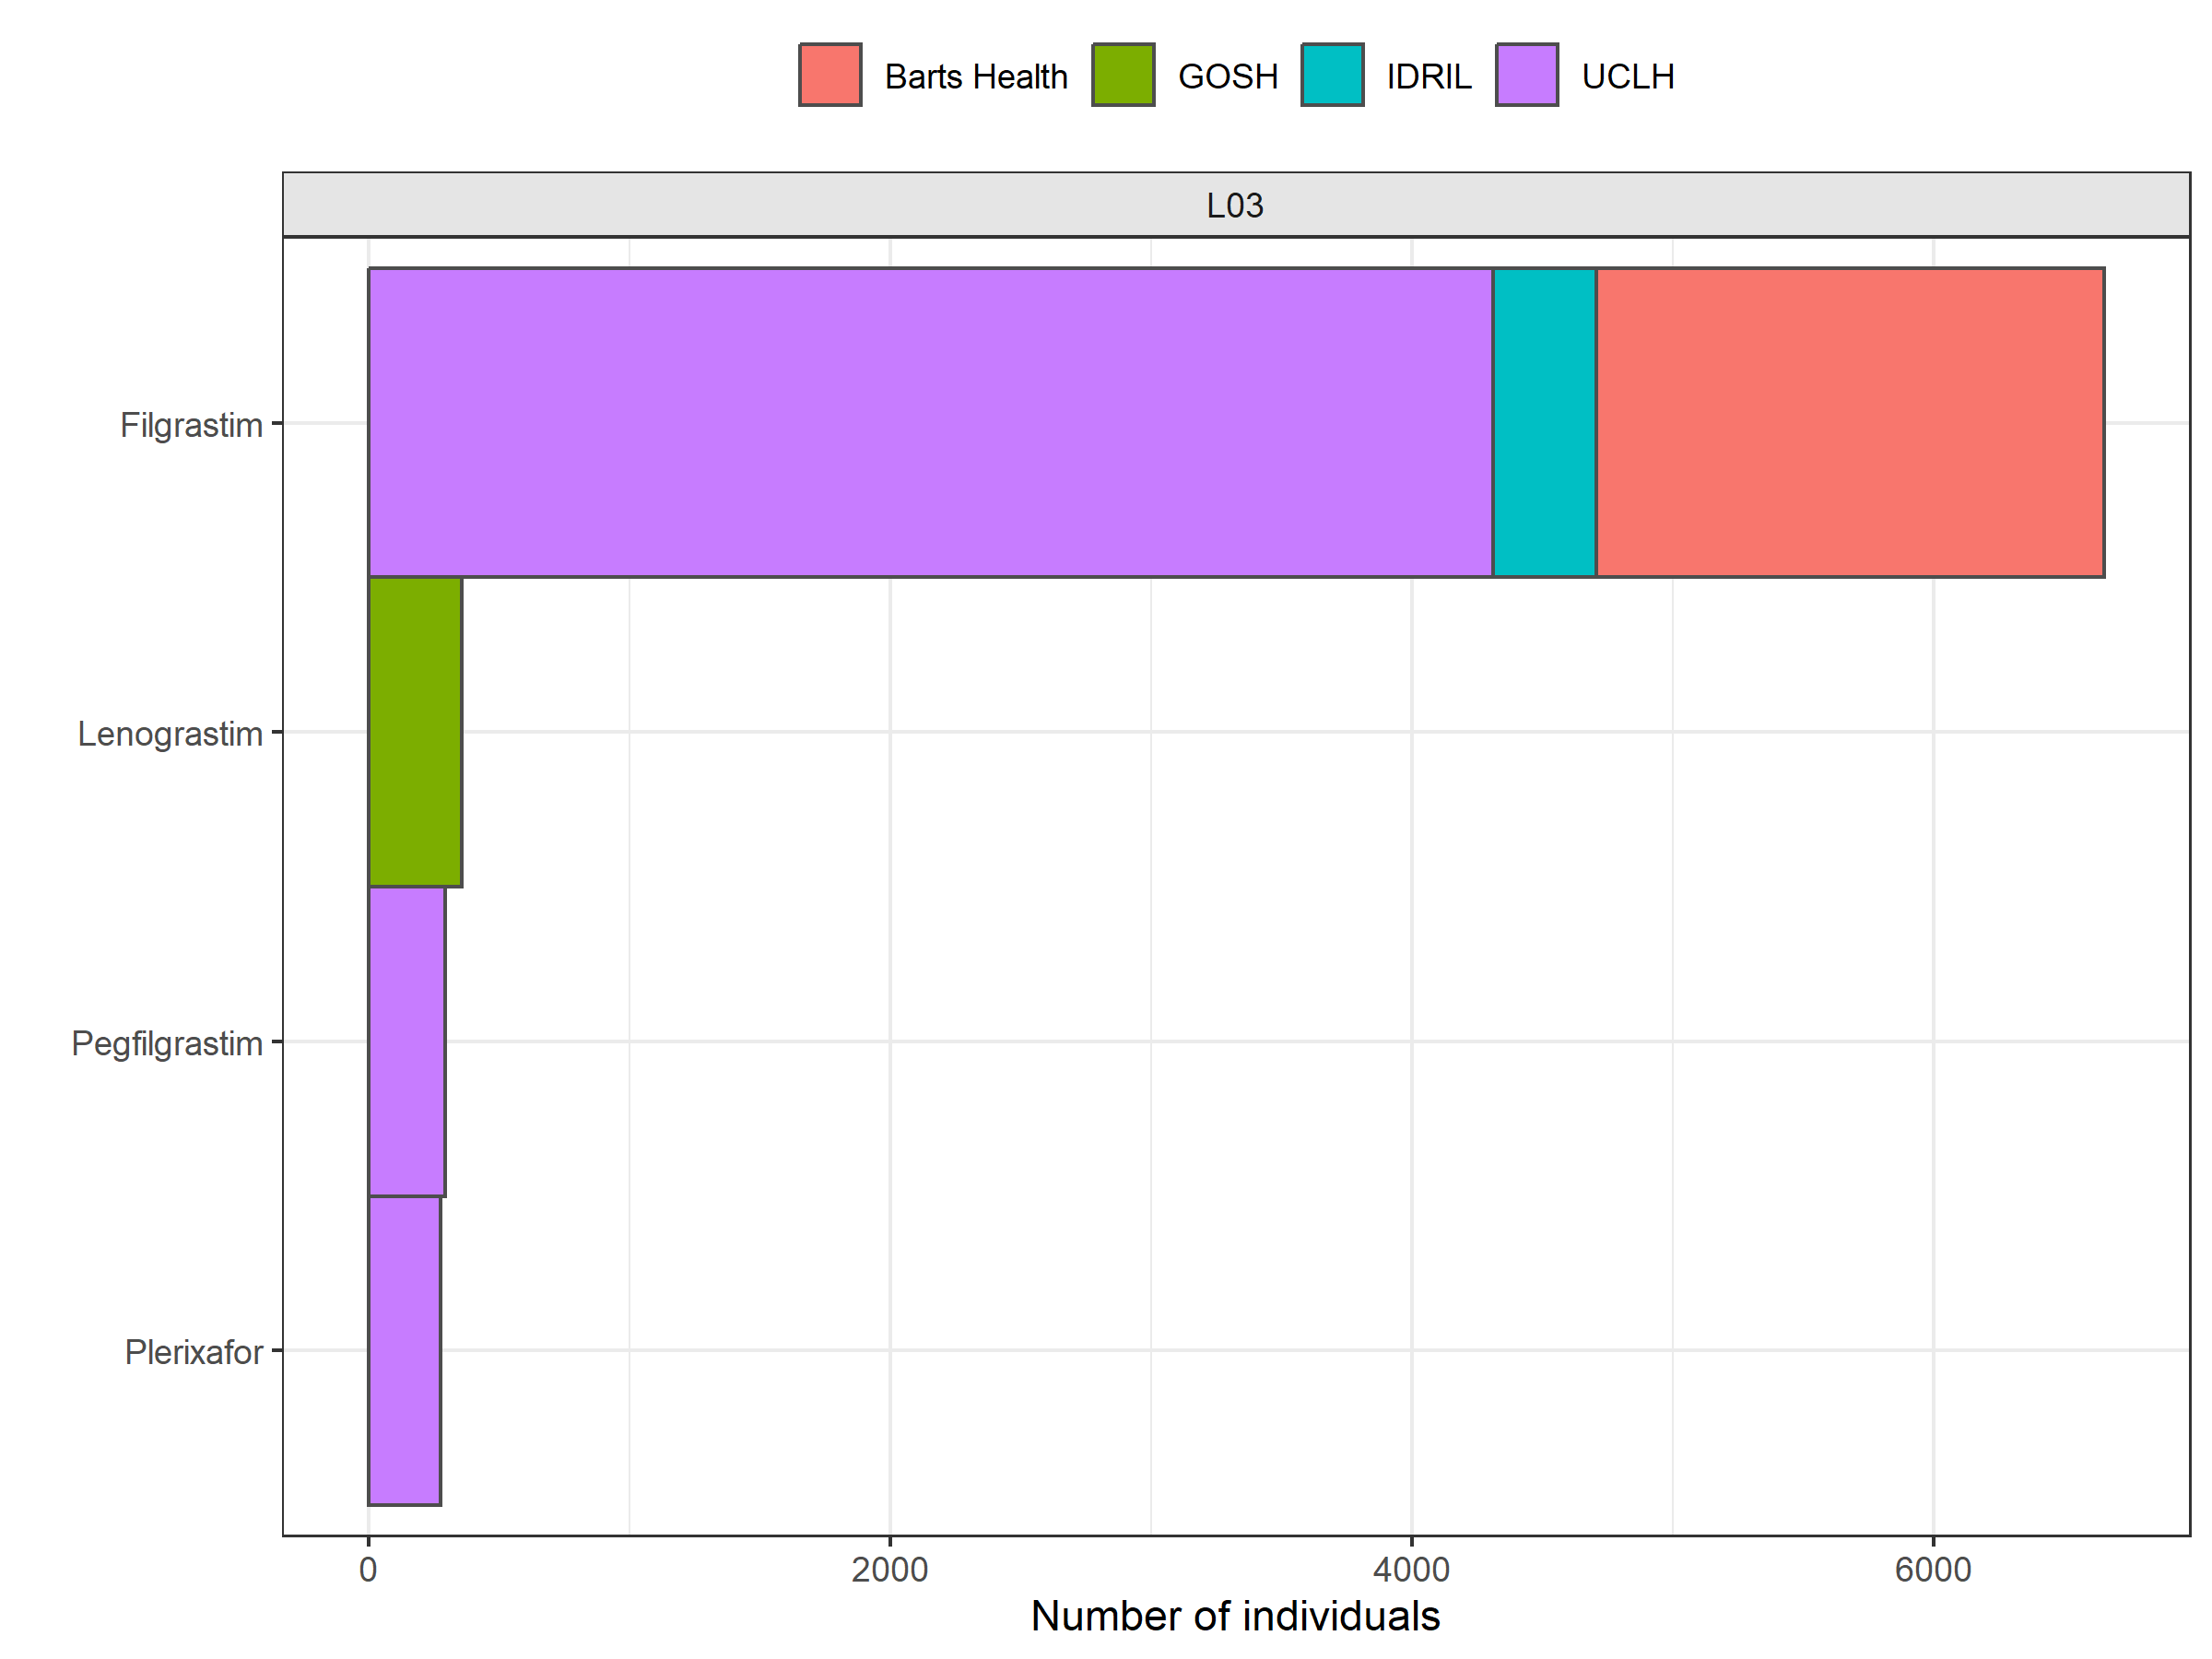 Barts Health GOSH IDRIL UCLH
L03
Filgrastim
Lenograstim
Pegfilgrastim
Plerixafor
0 2000 4000 6000
Number of individuals